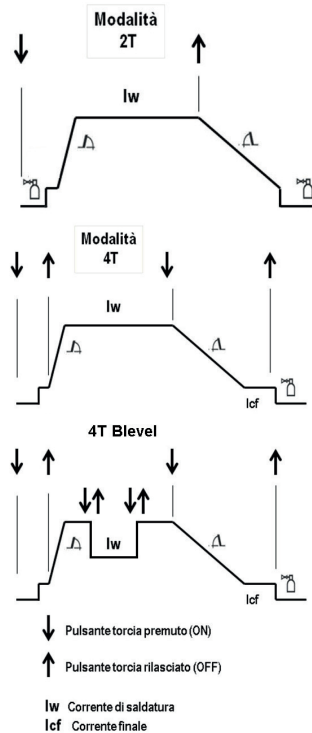 Modalità
2T
Iw
Modalità
4T
Iw
Icf
4T Blevel
Iw
Icf
Pulsante torcia premuto (ON)
Pulsante torcia rilasciato (OFF)
Iw Corrente di saldatura
Icf Corrente finale